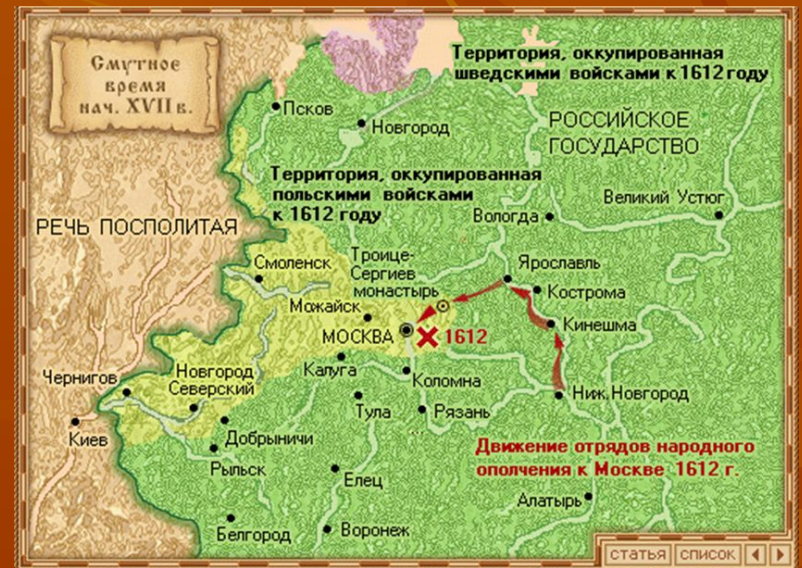 Смутное
время
нач. XVII в.
Территория, оккупированная
шведскими войсками к 1612 году
Псков
Новгород
РОССИЙСКОЕ
ГОСУДАРСТВО
Территория, оккупированная
польскими войсками
к 1612 году
Великий Устюг
Вологда
РЕЧЬ ПОСПОЛИТАЯ
Смоленск
Троице-
Сергиев
монастырь
Ярославль
Кострома
Можайск
Кинешма
МОСКВА
1612
Калуга
Новгород
Северский
Чернигов
Коломна
Ниж. Новгород
Киев
Тула
Рязань
Добрыничи
Рыльск
Движение отрядов народного
ополчения к Москве 1612 г.
Елец
Алатырь
Белгород
Воронеж
статья
список